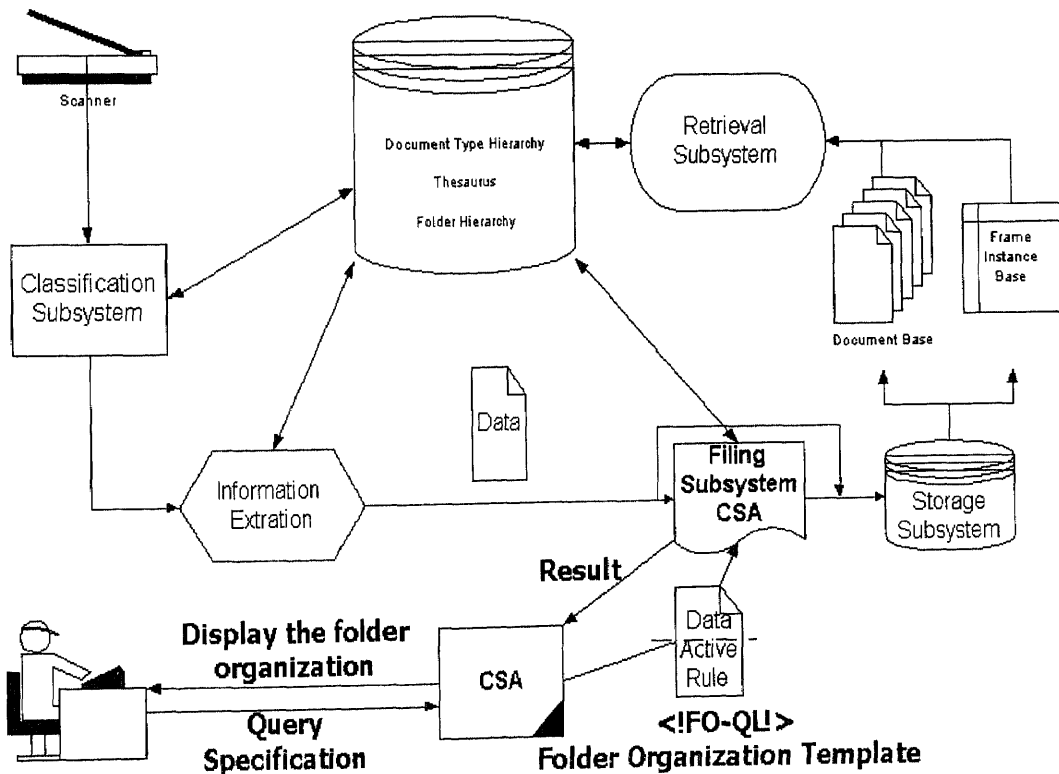 Scanner
Document Type Hierarchy
Thesaurus
Folder Hierarchy
Retrieval
Subsystem
Classification
Subsystem
Frame
Instance
Base
Document Base
Data
Information
Extration
Filing
Subsystem
CSA
Storage
Subsystem
Result
Display the folder
organization
CSA
Data
Active
Rule
Query
Specification
<!FO-QL!>
Folder Organization Template